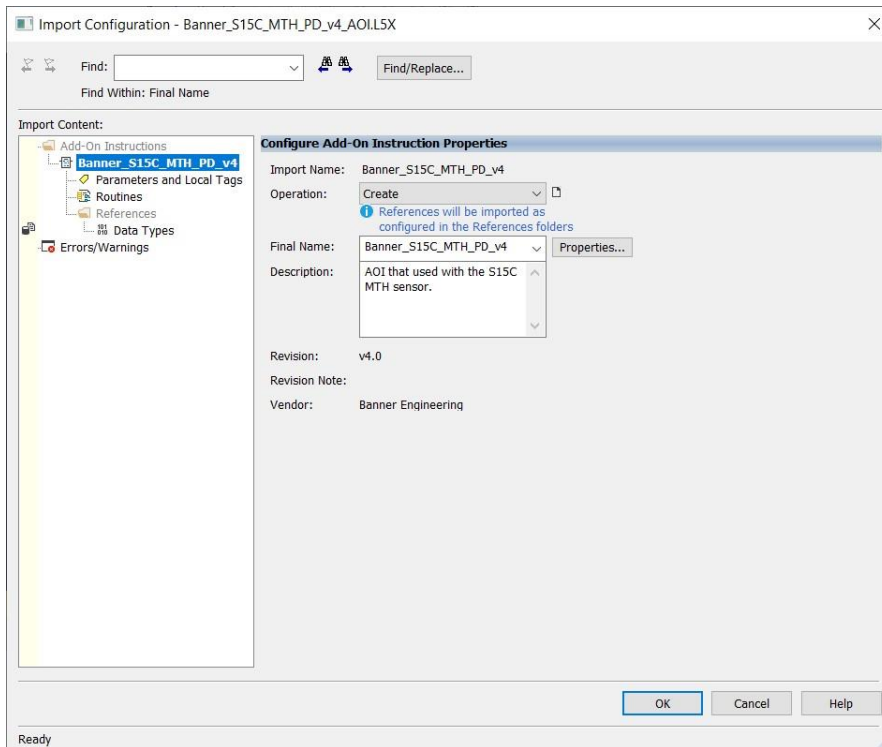 Import Configuration - Banner_S15C_MTH_PD_v4_AOI.L5X
Find:
Find/Replace...
Find Within: Final Name
Import Content:
Add-On Instructions
Banner_S15C_MTH_PD_v4
Parameters and Local Tags
Routines
References
Data Types
Errors/Warnings
Configure Add-On Instruction Properties
Import Name: Banner_S15C_MTH_PD_v4
Operation: Create
References will be imported as
configured in the References folders
Final Name: Banner_S15C_MTH_PD_v4 Properties...
Description: AOI that used with the S15C
MTH sensor.
Revision: v4.0
Revision Note:
Vendor: Banner Engineering
OK Cancel Help
Ready